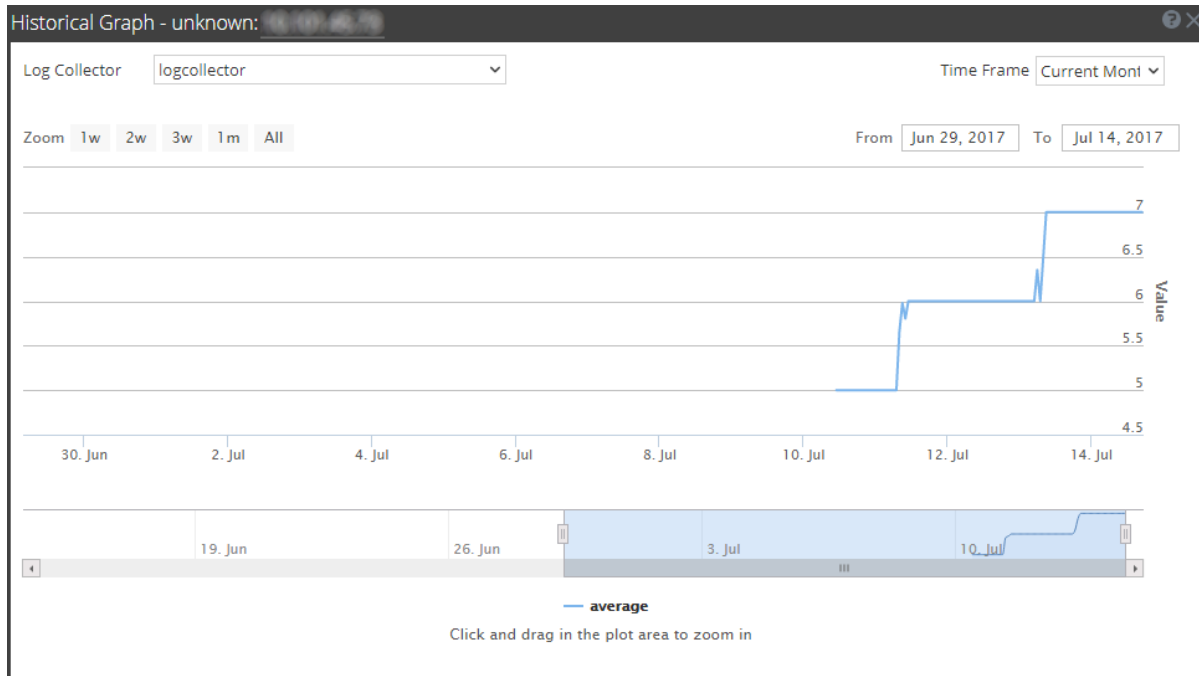 Historical Graph - unknown:
Log Collector logcollector Time Frame Current Mont
Zoom 1w 2w 3w 1m All From Jun 29, 2017 To Jul 14, 2017
7
6.5
6
Value
5.5
5
4.5
30. Jun 2. Jul 4. Jul 6. Jul 8. Jul 10. Jul 12. Jul 14. Jul
19. Jun 26. Jun 3. Jul 10. Jul
average
Click and drag in the plot area to zoom in